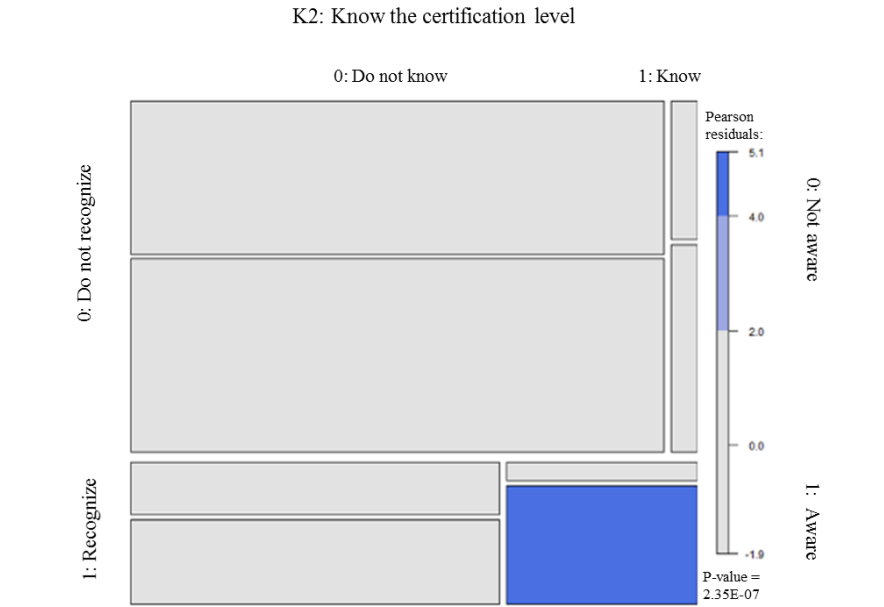 K2: Know the certification level
0: Do not know
1: Know
Pearson
residuals:
5.1
4.0
2.0
0.0
-1.9
P-value =
2.35E-07
0: Do not recognize
1: Recognize
0: Not aware
1: Aware